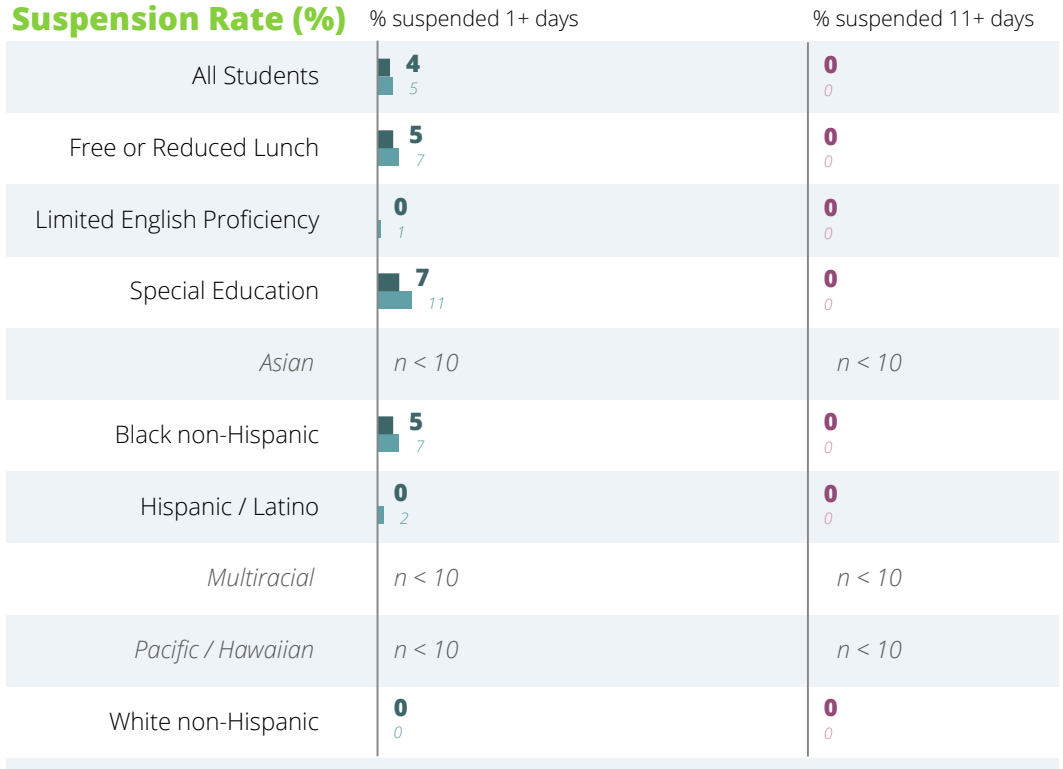 Suspension Rate (%) % suspended 1+ days % suspended 11+ days
All Students 4 0
5 0
Free or Reduced Lunch 5 0
7 0
Limited English Proficiency 0 0
1 0
Special Education 7 0
11 0
Asian n < 10 n < 10
Black non-Hispanic 5 0
7 0
Hispanic / Latino 0 0
2 0
Multiracial n < 10 n < 10
Pacific / Hawaiian n < 10 n < 10
White non-Hispanic 0 0
0 0